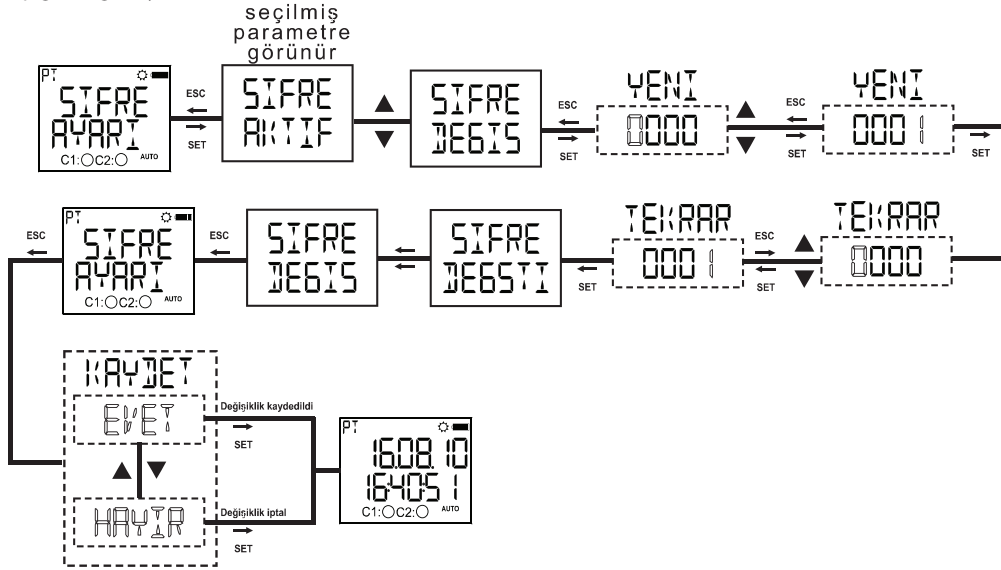 seçilmiş
parametre
görünür
PT
SIFRE
AYARI
C1: C2: AUTO
ESC
SET
SIFRE
AKTIF
SIFRE
DEGIS
ESC
SET
YENI
0000
ESC
SET
YENI
0001
SET
ESC
PT
SIFRE
AYARI
C1: C2: AUTO
ESC
SIFRE
DEGIS
SIFRE
DEGSTI
SET
TEKRAR
0001
ESC
SET
TEKRAR
0000
KAYDET
EVET
HAYIR
Değişiklik kaydedildi
SET
Değişiklik iptal
SET
PT
16.08.10
16:40:51
C1: C2: AUTO